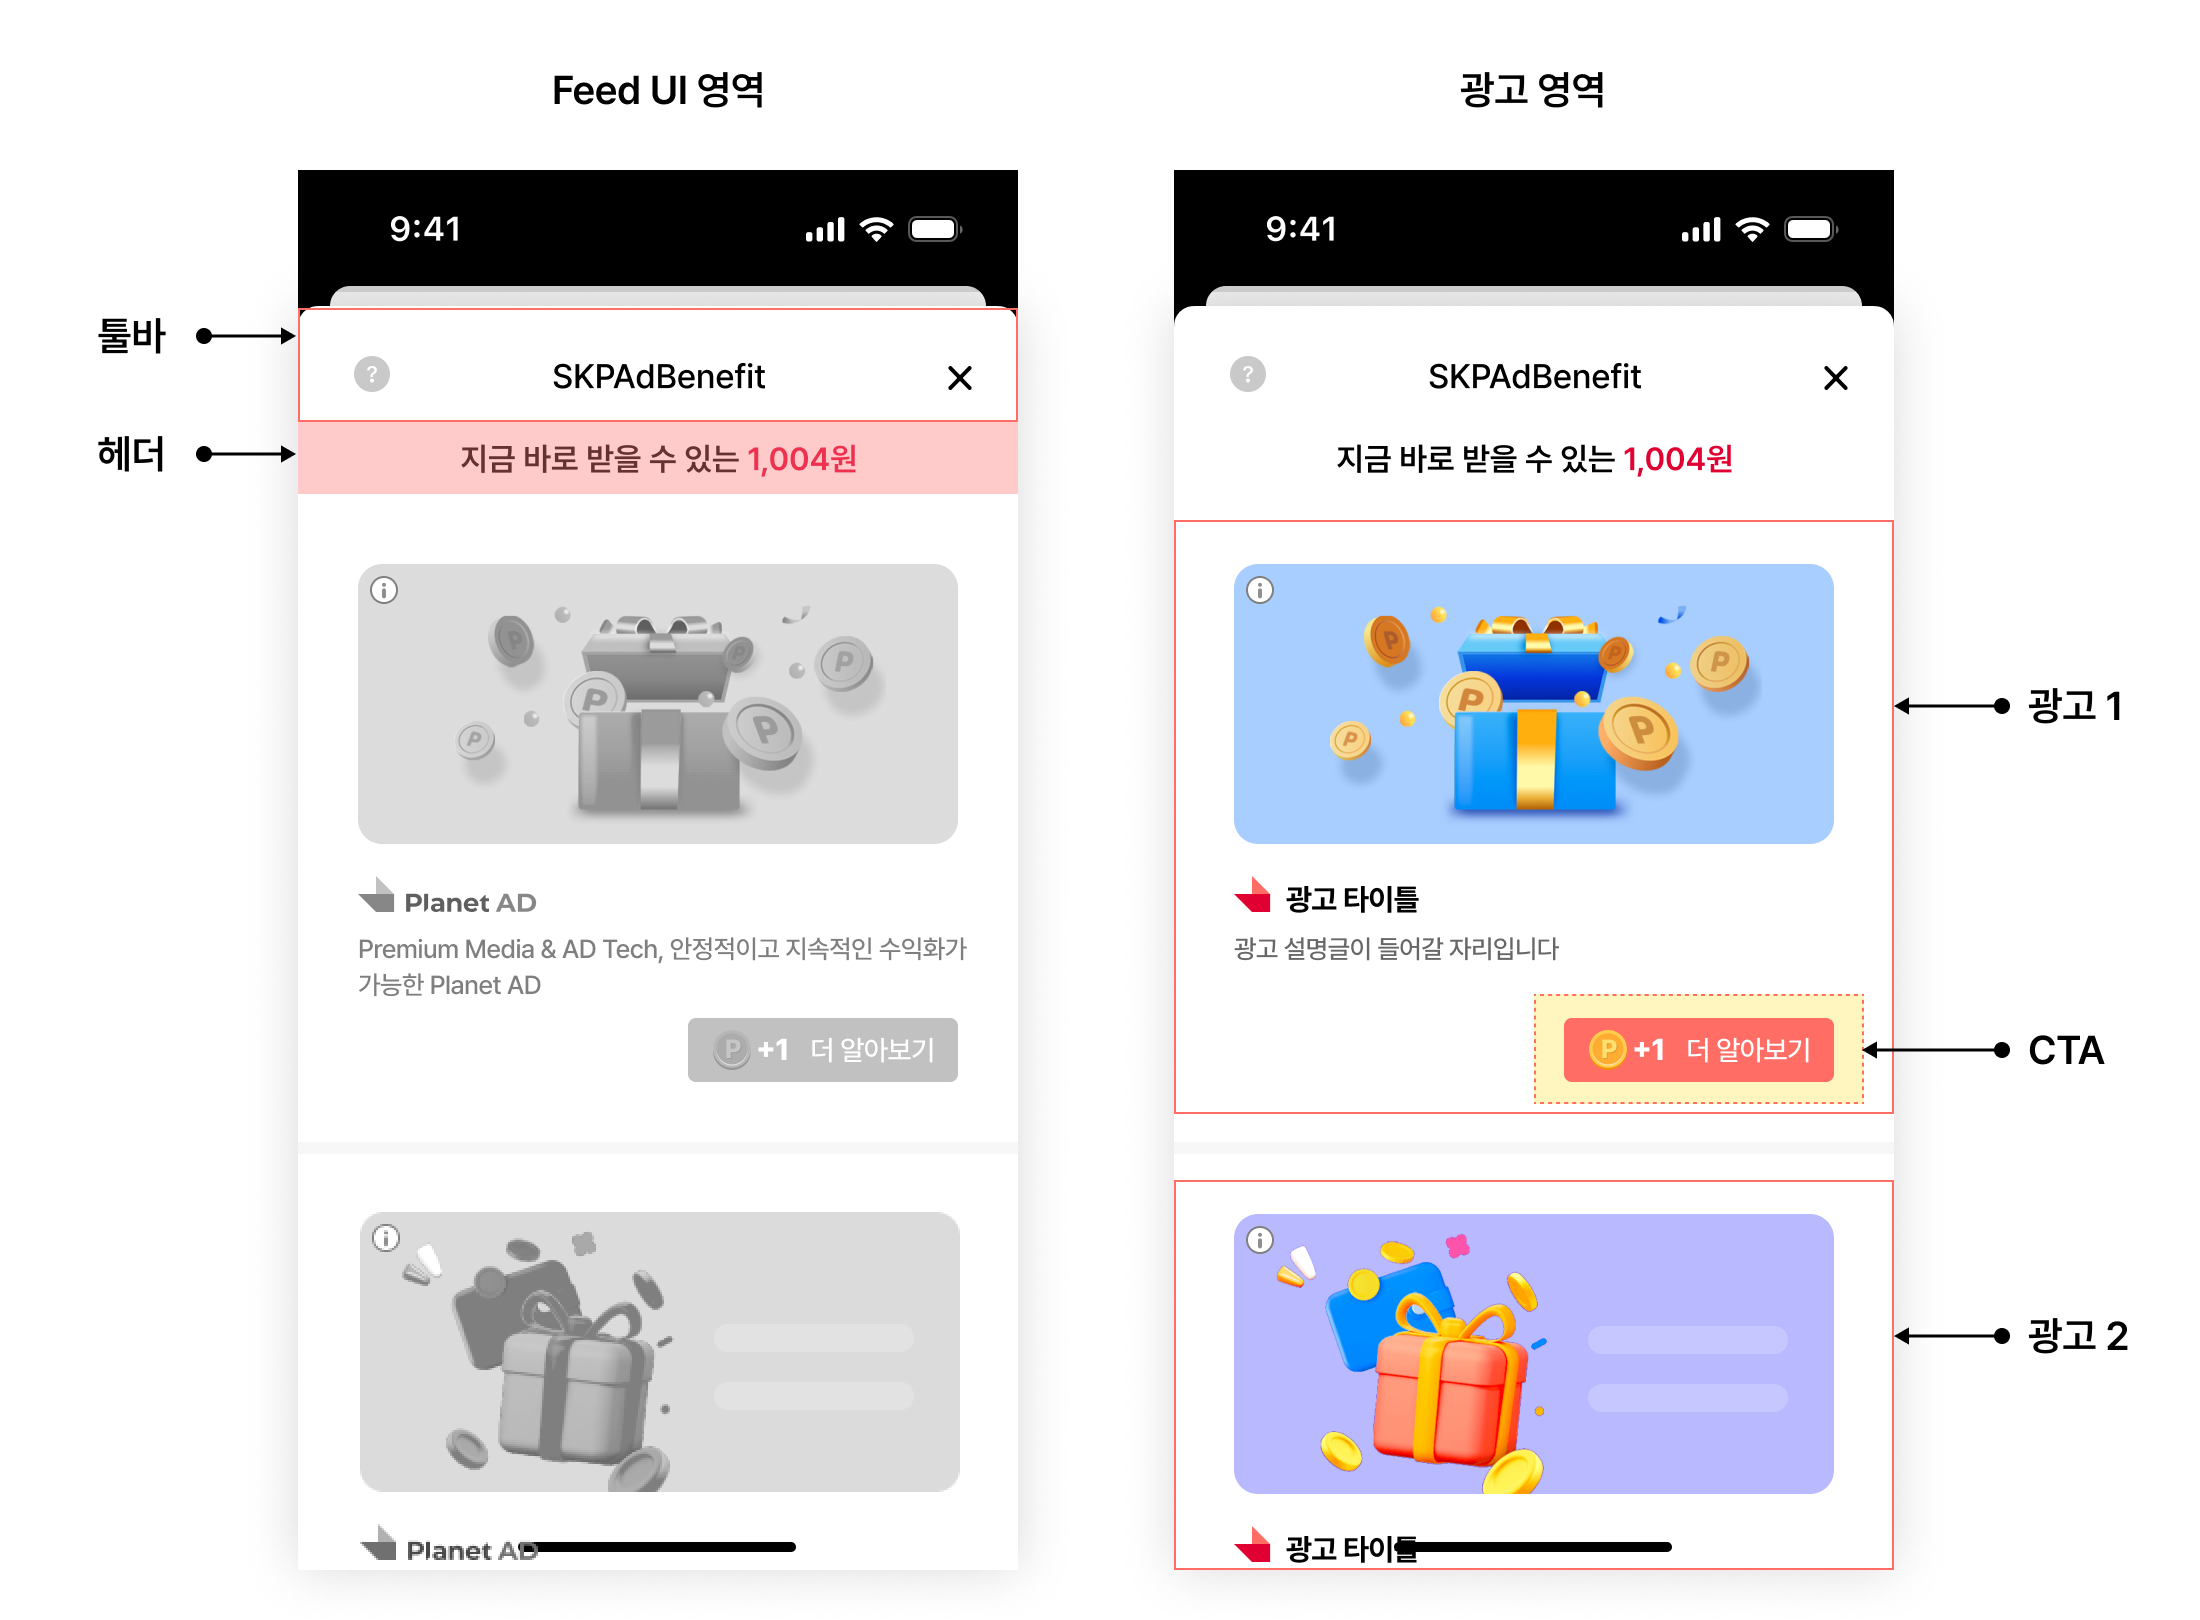 Feed UI 영역
9:41
툴바
?
SKPAdBenefit
헤더
지금 바로 받을 수 있는 1,004원
P
P
P
P
P
P
Planet AD
Premium Media & AD Tech, 안정적이고 지속적인 수익화가
가능한 Planet AD
P +1 더 알아보기
Planet AD
광고 영역
9:41
?
SKPAdBenefit
지금 바로 받을 수 있는 1,004원
P
P
P
P
P
P
광고 1
광고 타이틀
광고 설명글이 들어갈 자리입니다
P +1 더 알아보기
CTA
광고 2
광고 타이틀